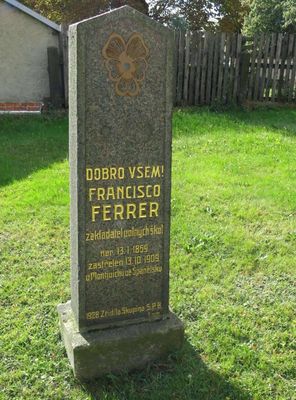 DOBRO VŠEM!
FRANCISCO
FERRER
zakladatel volných škol
nar. 13.1.1859
zastřelen 13.10.1909
v Montjuichu ve Španělsku
1928 Zřídila Skupina S.P.B.